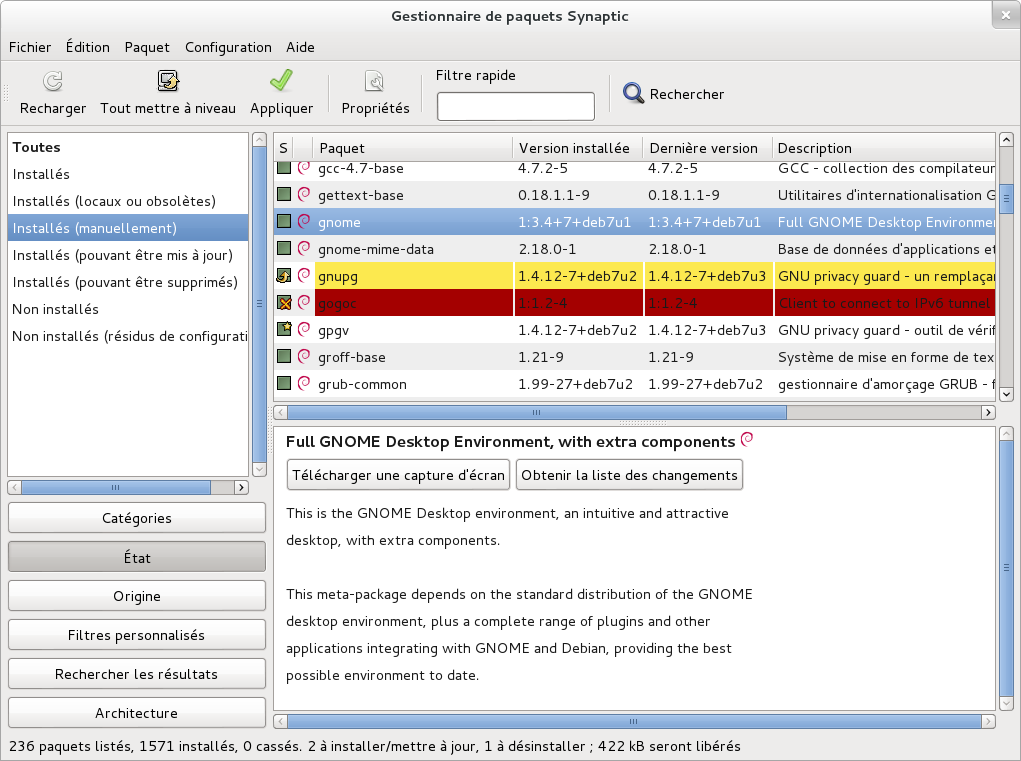 Gestionnaire de paquets Synaptic
Fichier Édition Paquet Configuration Aide
Recharger Tout mettre à niveau Appliquer Propriétés Filtre rapide Rechercher
Toutes
Installés
Installés (locaux ou obsolètes)
Installés (manuellement)
Installés (pouvant être mis à jour)
Installés (pouvant être supprimés)
Non installés
Non installés (résidus de configurati
Catégories
État
Origine
Filtres personnalisés
Rechercher les résultats
Architecture
S Paquet Version installée Dernière version Description
gcc-4.7-base 4.7.2-5 4.7.2-5 GCC - collection des compilateur
gettext-base 0.18.1.1-9 0.18.1.1-9 Utilitaires d'internationalisation G
gnome 1:3.4+7+deb7u1 1:3.4+7+deb7u1 Full GNOME Desktop Environme
gnome-mime-data 2.18.0-1 2.18.0-1 Base de données d'applications et
gnupg 1.4.12-7+deb7u2 1.4.12-7+deb7u3 GNU privacy guard - un remplaça
gogoc 1:1.2-4 1:1.2-4 Client to connect to IPv6 tunnel
gpgv 1.4.12-7+deb7u2 1.4.12-7+deb7u3 GNU privacy guard - outil de vérif
groff-base 1.21-9 1.21-9 Système de mise en forme de tex
grub-common 1.99-27+deb7u2 1.99-27+deb7u2 gestionnaire d'amorçage GRUB - f
Full GNOME Desktop Environment, with extra components
Télécharger une capture d'écran Obtenir la liste des changements
This is the GNOME Desktop environment, an intuitive and attractive
desktop, with extra components.
This meta-package depends on the standard distribution of the GNOME
desktop environment, plus a complete range of plugins and other
applications integrating with GNOME and Debian, providing the best
possible environment to date.
236 paquets listés, 1571 installés, 0 cassés. 2 à installer/mettre à jour, 1 à désinstaller ; 422 kB seront libérés